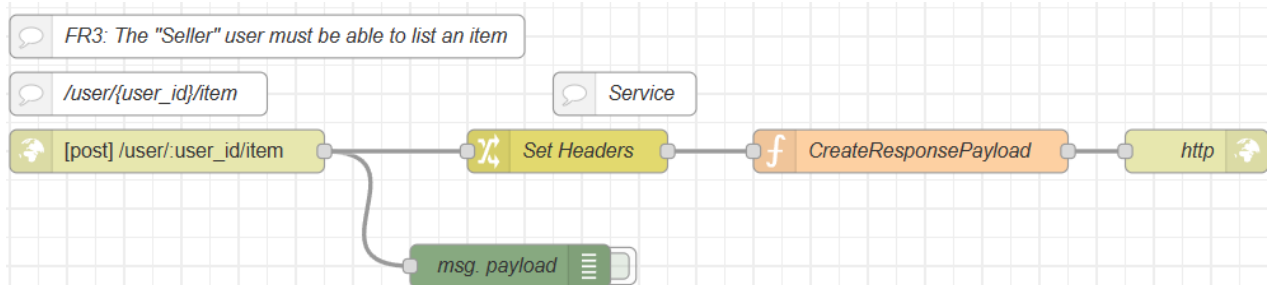 FR3: The "Seller" user must be able to list an item
/user/{user_id}/item
Service
[post] /user/:user_id/item
Set Headers
CreateResponsePayload
http
msg. payload